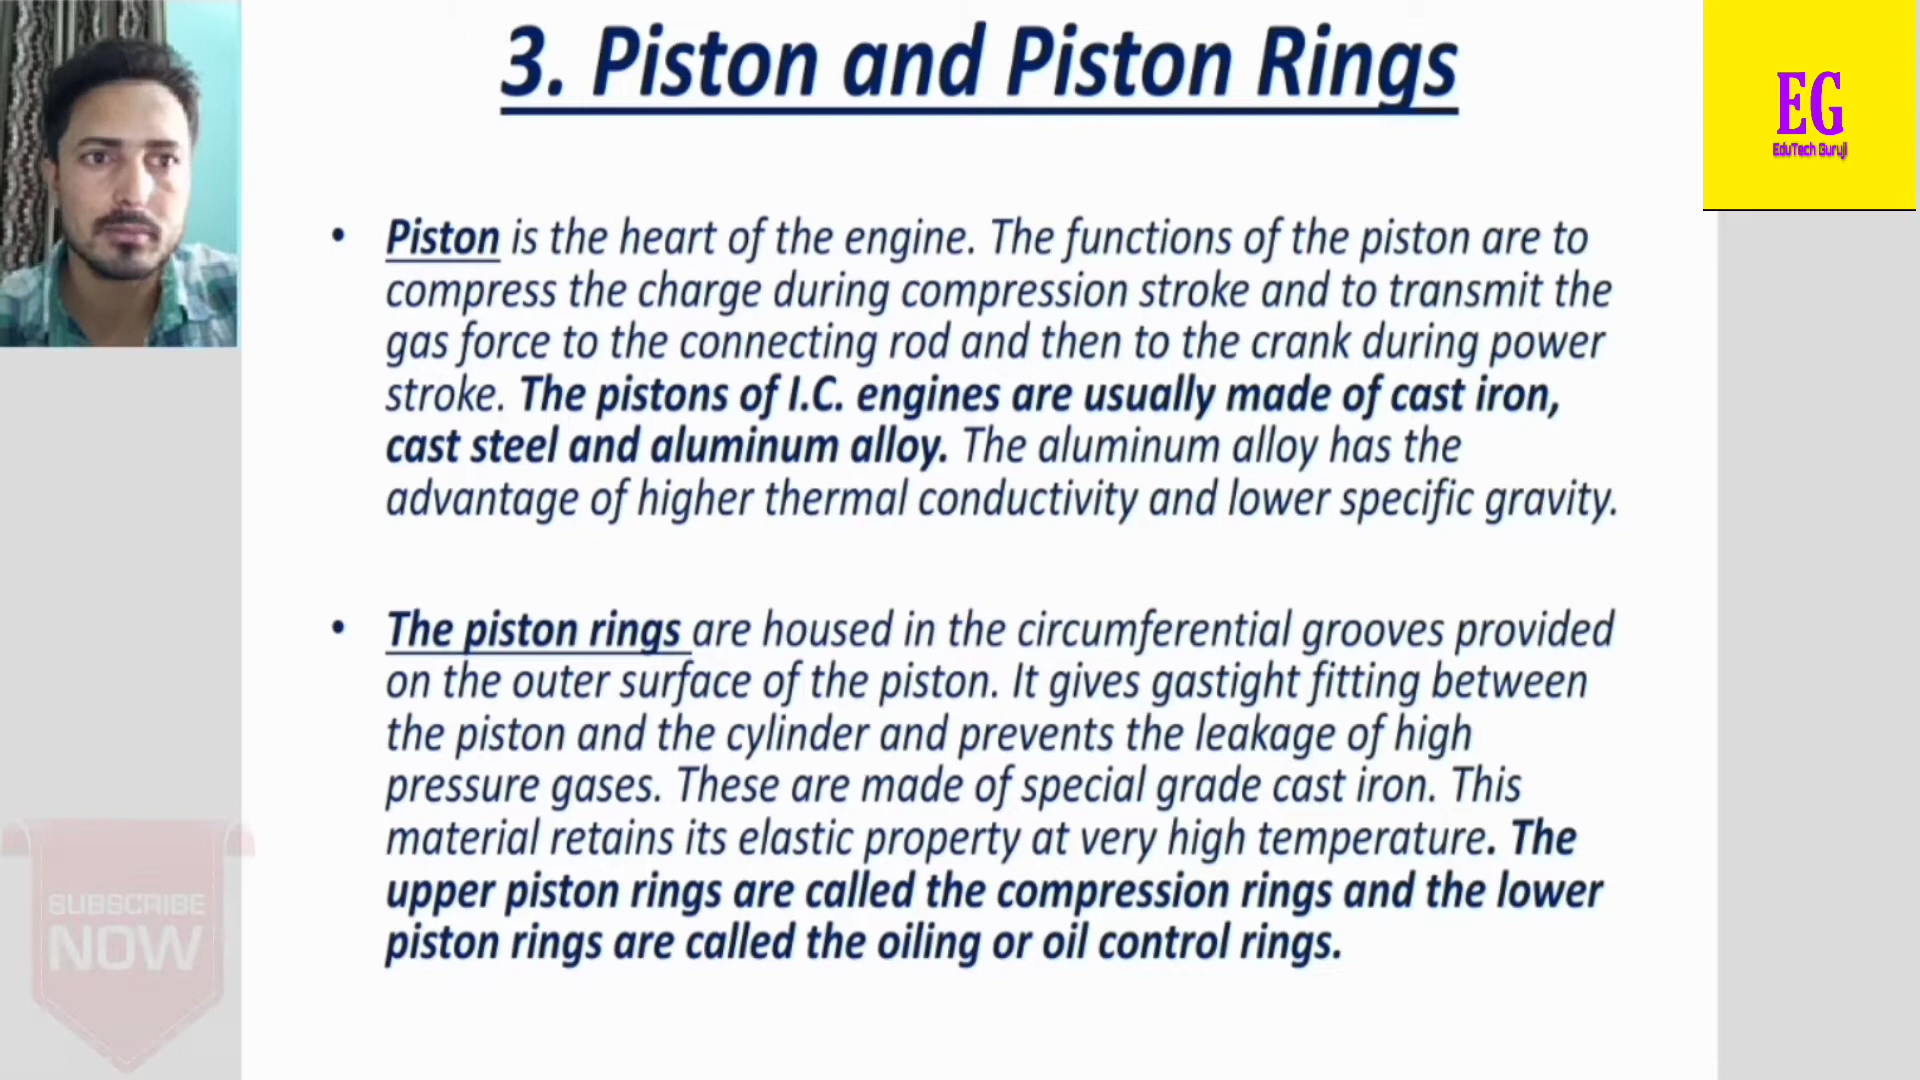 3. Piston and Piston Rings
EG
EduTech Guruji
• Piston is the heart of the engine. The functions of the piston are to
compress the charge during compression stroke and to transmit the
gas force to the connecting rod and then to the crank during power
stroke. The pistons of I.C. engines are usually made of cast iron,
cast steel and aluminum alloy. The aluminum alloy has the
advantage of higher thermal conductivity and lower specific gravity.
• The piston rings are housed in the circumferential grooves provided
on the outer surface of the piston. It gives gastight fitting between
the piston and the cylinder and prevents the leakage of high
pressure gases. These are made of special grade cast iron. This
material retains its elastic property at very high temperature. The
upper piston rings are called the compression rings and the lower
piston rings are called the oiling or oil control rings.
SUBSCRIBE
NOW